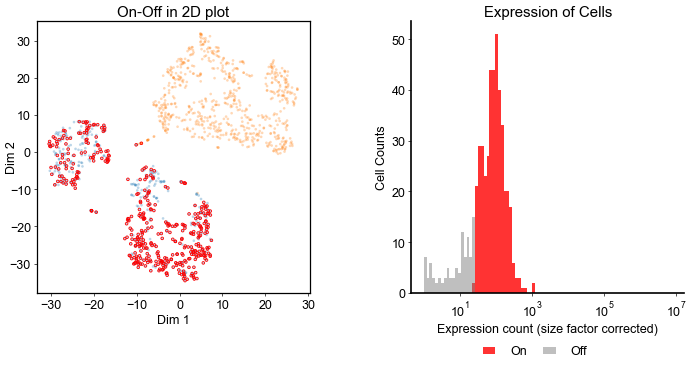 On-Off in 2D plot
Expression of Cells
Dim 2
30
20
10
0
−10
−20
−30
−30 −20 −10 0 10 20 30
Dim 1
Cell Counts
50
40
30
20
10
0
10^1 10^3 10^5 10^7
Expression count (size factor corrected)
On Off